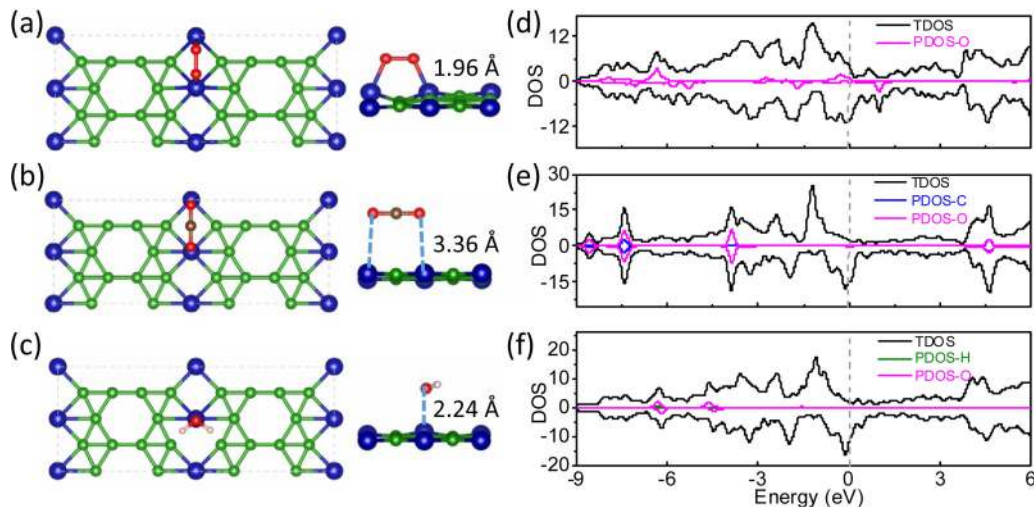 (a)
1.96 Å
(b)
3.36 Å
(c)
2.24 Å
(d)
TDOS
PDOS-O
DOS
12
0
-12
(e)
TDOS
PDOS-C
PDOS-O
DOS
30
15
0
-15
(f)
TDOS
PDOS-H
PDOS-O
DOS
20
10
0
-10
-20
-9 -6 -3 0 3 6
Energy (eV)